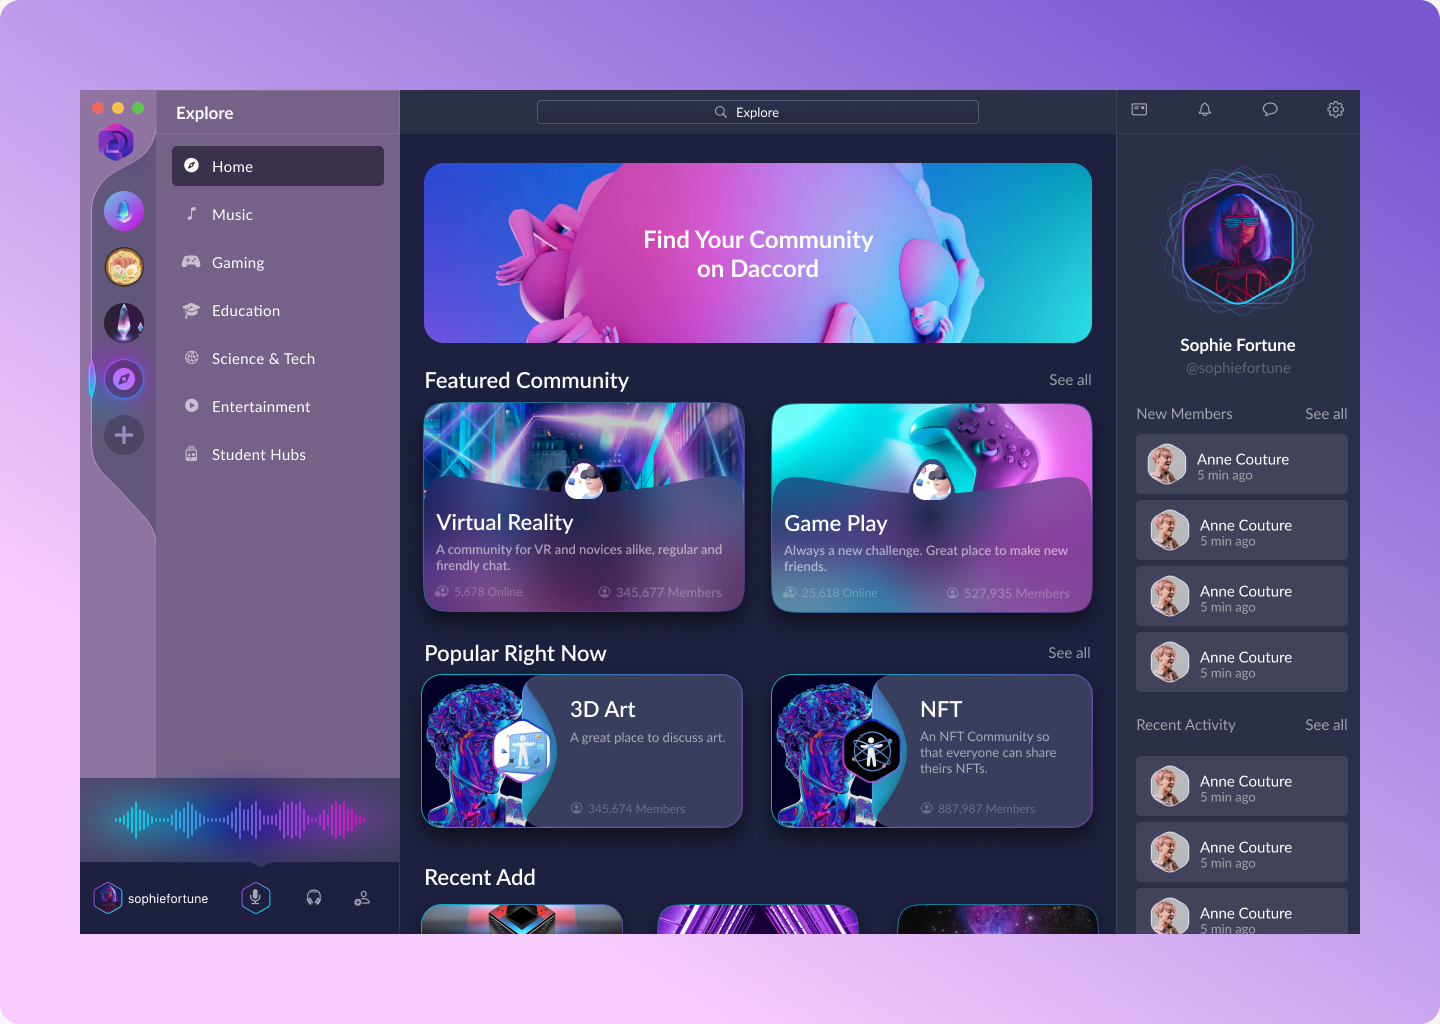 Explore
Explore
Home
Music
Gaming
Education
Science & Tech
Entertainment
Student Hubs
sophiefortune
Find Your Community
on Daccord
Featured Community
See all
Virtual Reality
A community for VR and novices alike, regular and
firendly chat.
5,678 Online
345,677 Members
Game Play
Always a new challenge. Great place to make new
friends.
25,618 Online
527,935 Members
Popular Right Now
See all
3D Art
A great place to discuss art.
345,674 Members
NFT
An NFT Community so
that everyone can share
theirs NFTs.
887,987 Members
Recent Add
Sophie Fortune
@sophiefortune
New Members
See all
Anne Couture
5 min ago
Anne Couture
5 min ago
Anne Couture
5 min ago
Anne Couture
5 min ago
Recent Activity
See all
Anne Couture
5 min ago
Anne Couture
5 min ago
Anne Couture
5 min ago